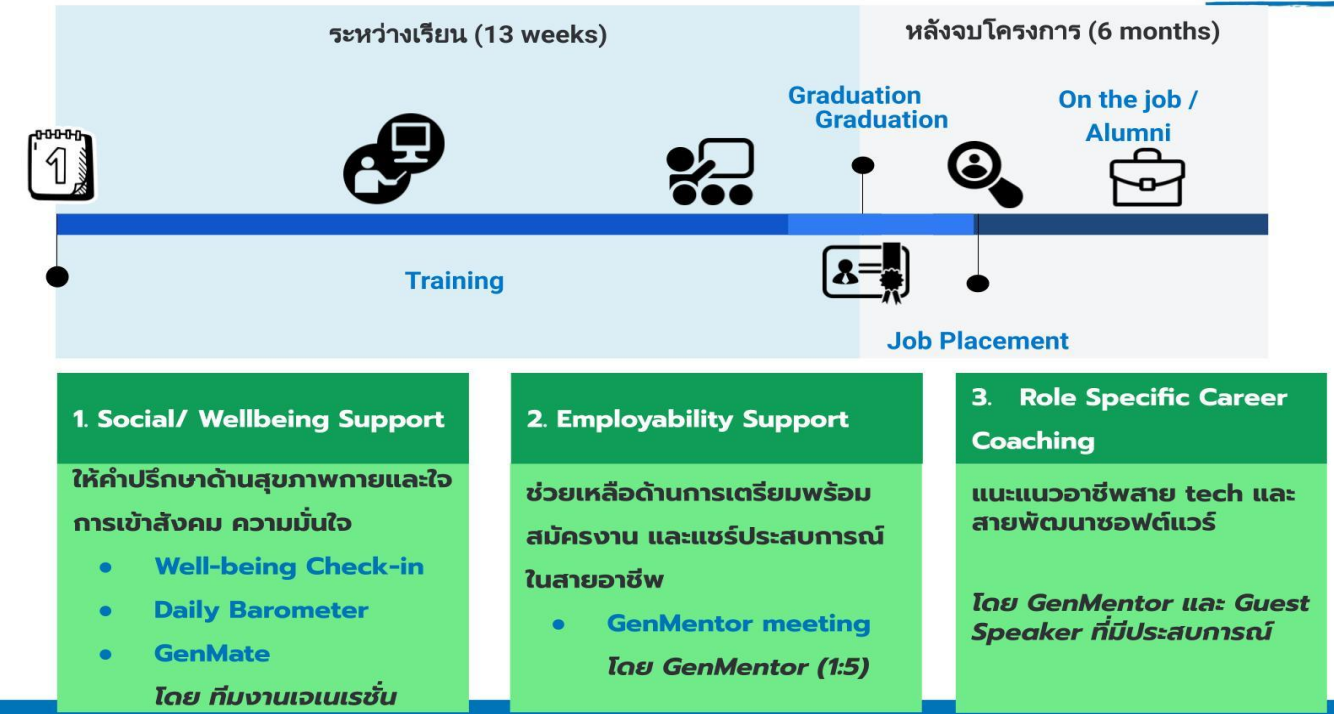 ระหว่างเรียน (13 weeks)
หลังจบโครงการ (6 months)
Graduation
Graduation
On the job /
Alumni
1
Training
Job Placement
1. Social/ Wellbeing Support
ให้คำปรึกษาด้านสุขภาพกายและใจ
การเข้าสังคม ความมั่นใจ
● Well-being Check-in
● Daily Barometer
● GenMate
โดย ทีมงานเจเนเรชั่น
2. Employability Support
ช่วยเหลือด้านการเตรียมพร้อม
สมัครงาน และแชร์ประสบการณ์
ในสายอาชีพ
● GenMentor meeting
โดย GenMentor (1:5)
3. Role Specific Career
Coaching
แนะแนวอาชีพสาย tech และ
สายพัฒนาซอฟต์แวร์
โดย GenMentor และ Guest
Speaker ที่มีประสบการณ์